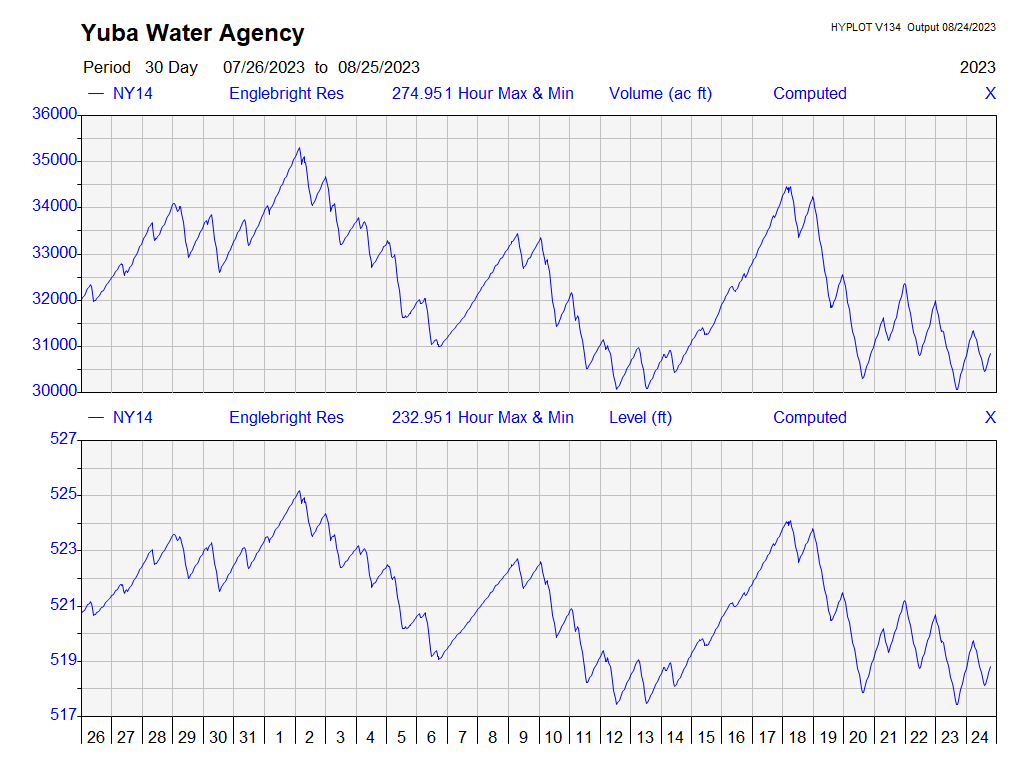 Yuba Water Agency
HYPLOT V134 Output 08/24/2023
Period 30 Day 07/26/2023 to 08/25/2023 2023
NY14 Englebright Res 274.951 Hour Max & Min Volume (ac ft) Computed X
36000
35000
34000
33000
32000
31000
30000
NY14 Englebright Res 232.951 Hour Max & Min Level (ft) Computed X
527
525
523
521
519
517
26 27 28 29 30 31 1 2 3 4 5 6 7 8 9 10 11 12 13 14 15 16 17 18 19 20 21 22 23 24